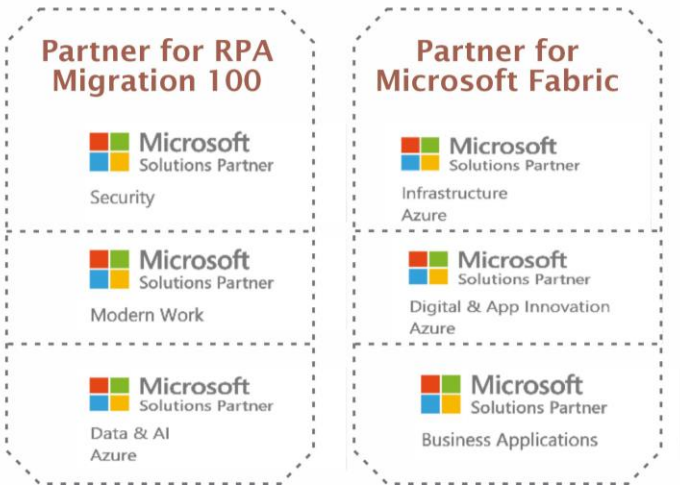 Partner for RPA
Migration 100
Microsoft
Solutions Partner
Security
Microsoft
Solutions Partner
Modern Work
Microsoft
Solutions Partner
Data & AI
Azure
Partner for
Microsoft Fabric
Microsoft
Solutions Partner
Infrastructure
Azure
Microsoft
Solutions Partner
Digital & App Innovation
Azure
Microsoft
Solutions Partner
Business Applications